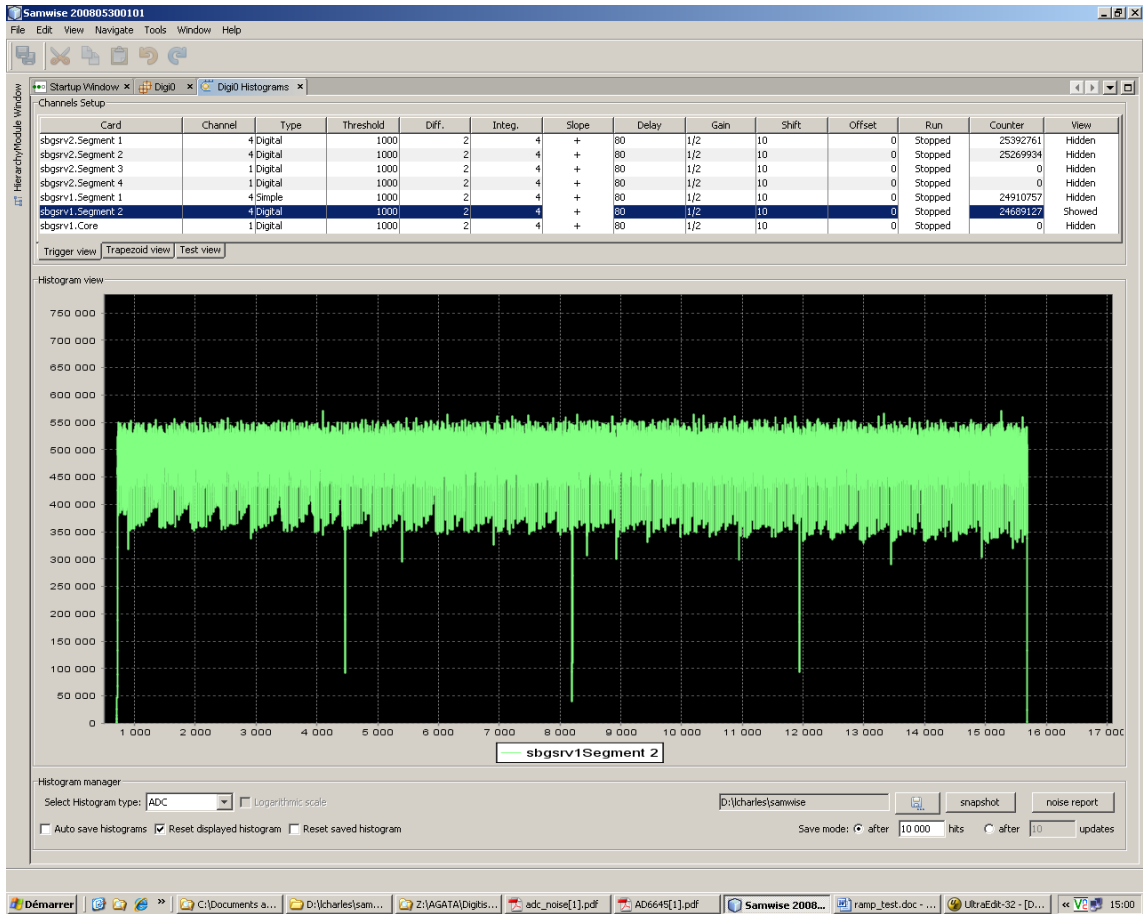 Samwise 200805300101
File Edit View Navigate Tools Window Help
HierarchyModule Window
Startup Window Digi0 Digi0 Histograms
Channels Setup
Card Channel Type Threshold Diff. Integ. Slope Delay Gain Shift Offset Run Counter View
sbgsrv2.Segment 1 4 Digital 1000 2 4 + 80 1/2 10 0 Stopped 25392761 Hidden
sbgsrv2.Segment 2 4 Digital 1000 2 4 + 80 1/2 10 0 Stopped 25269934 Hidden
sbgsrv2.Segment 3 1 Digital 1000 2 4 + 80 1/2 10 0 Stopped 0 Hidden
sbgsrv2.Segment 4 1 Digital 1000 2 4 + 80 1/2 10 0 Stopped 0 Hidden
sbgsrv1.Segment 1 4 Simple 1000 2 4 + 80 1/2 10 0 Stopped 24910757 Hidden
sbgsrv1.Segment 2 4 Digital 1000 2 4 + 80 1/2 10 0 Stopped 24689127 Showed
sbgsrv1.Core 1 Digital 1000 2 4 + 80 1/2 10 0 Stopped 0 Hidden
Trigger view Trapezoid view Test view
Histogram view
750 000
700 000
650 000
600 000
550 000
500 000
450 000
400 000
350 000
300 000
250 000
200 000
150 000
100 000
50 000
0
1 000 2 000 3 000 4 000 5 000 6 000 7 000 8 000 9 000 10 000 11 000 12 000 13 000 14 000 15 000 16 000 17 000
sbgsrv1Segment 2
Histogram manager
Select Histogram type: ADC Logarithmic scale D:\lcharles\samwise snapshot noise report
Auto save histograms Reset displayed histogram Reset saved histogram Save mode: after 10 000 hits after 10 updates
Démarrer » C:\Documents a... D:\lcharles\sam... Z:\AGATA\Digitis... adc_noise[1].pdf AD6645[1].pdf Samwise 2008... ramp_test.doc - ... UltraEdit-32 - [D... « 15:00